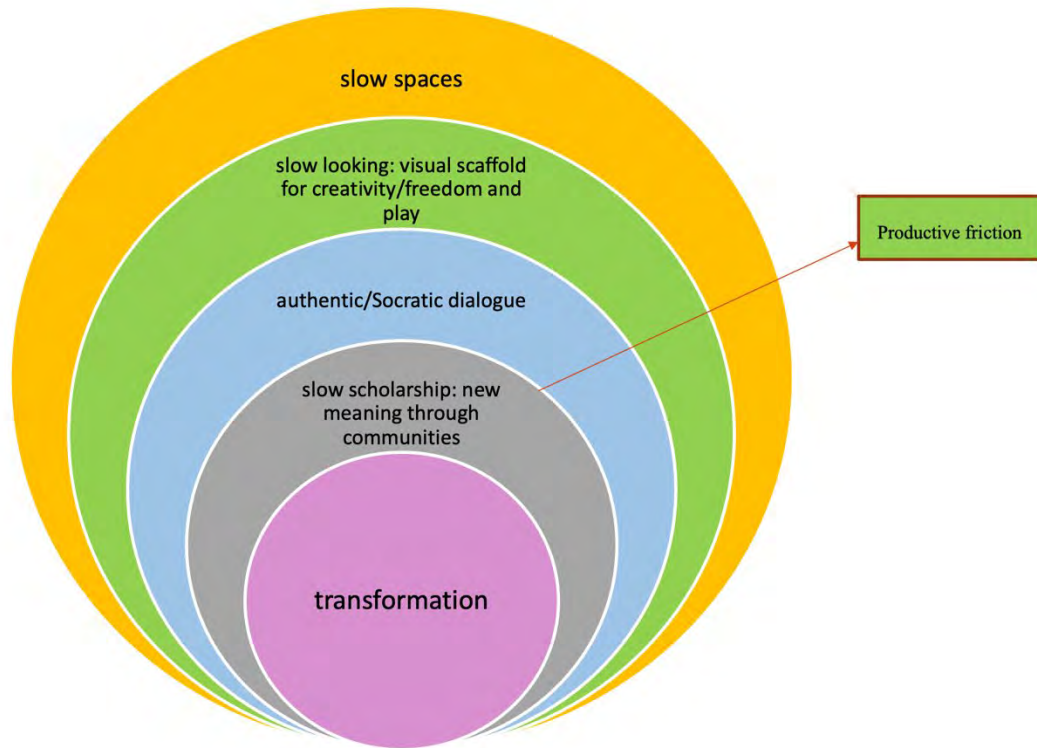 slow spaces
slow looking: visual scaffold
for creativity/freedom and
play
Productive friction
authentic/Socratic dialogue
slow scholarship: new
meaning through
communities
transformation